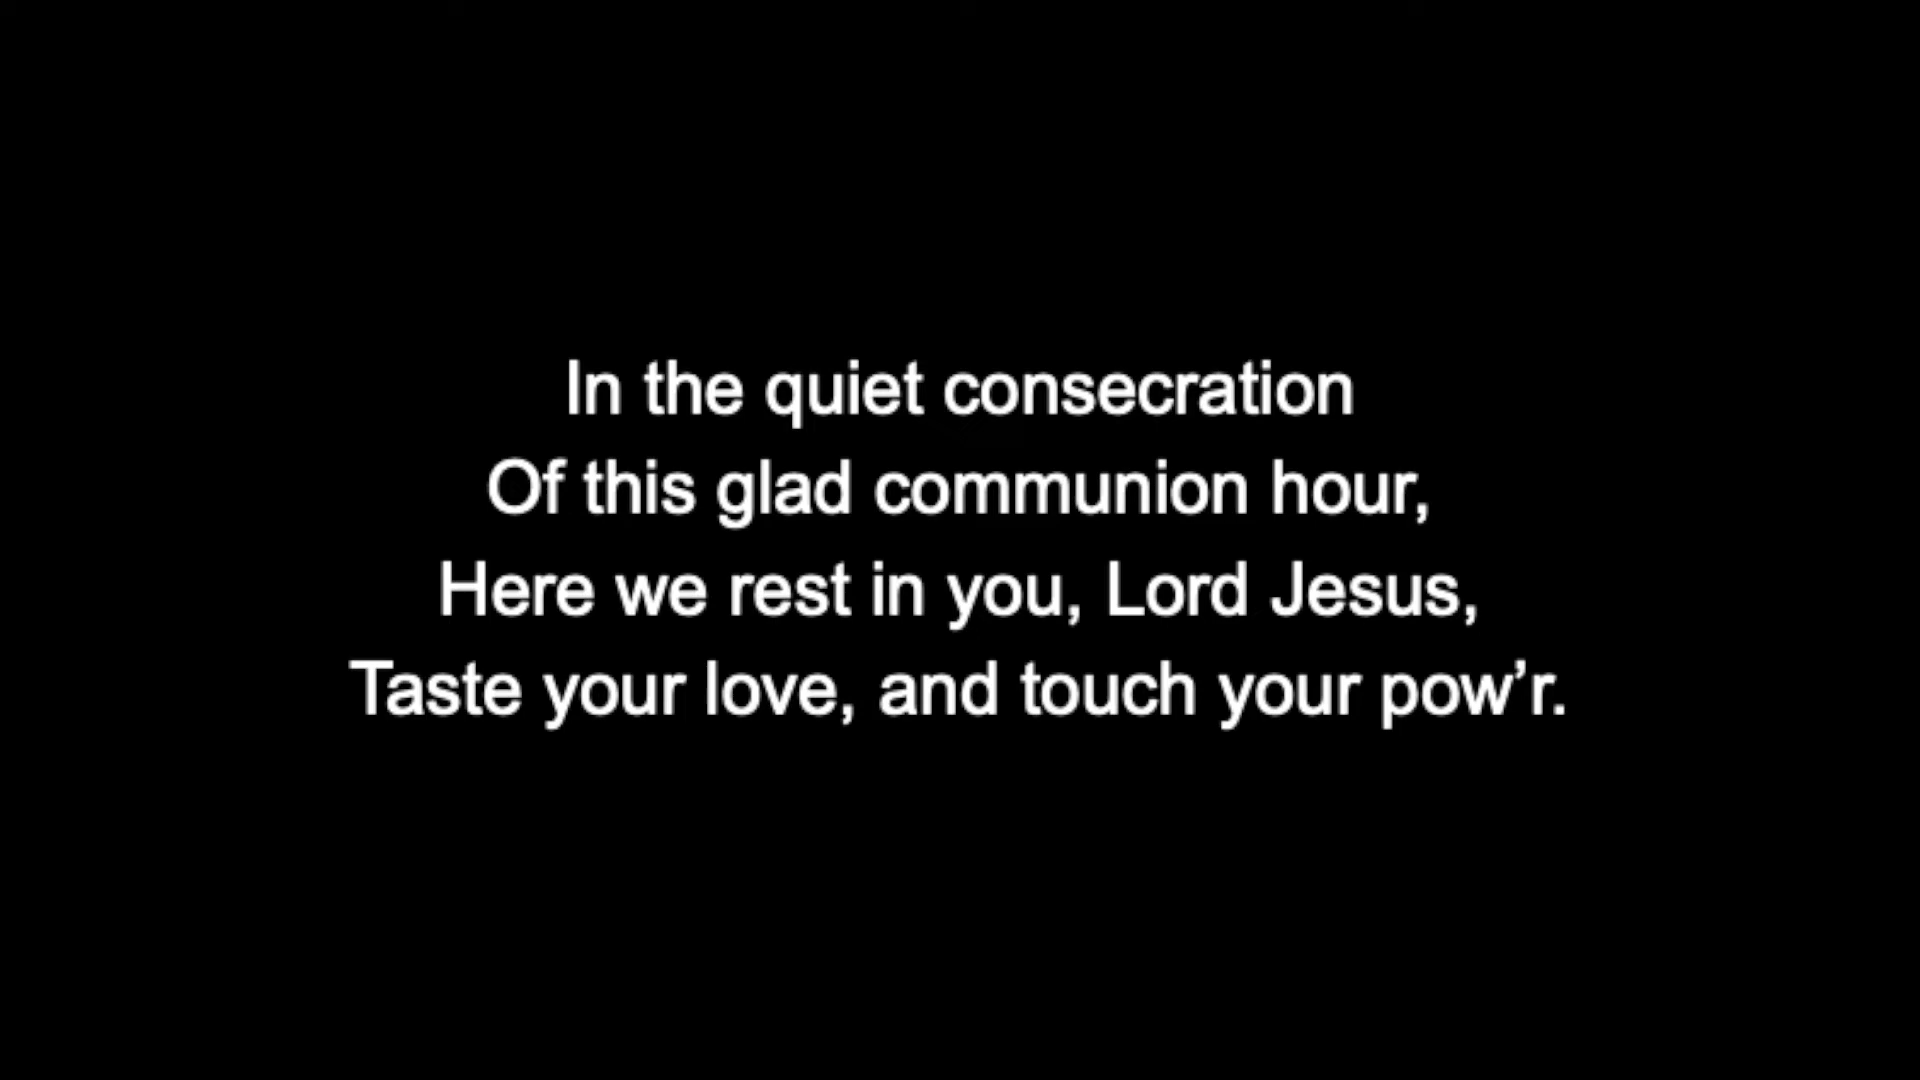 In the quiet consecration
Of this glad communion hour,
Here we rest in you, Lord Jesus,
Taste your love, and touch your pow’r.